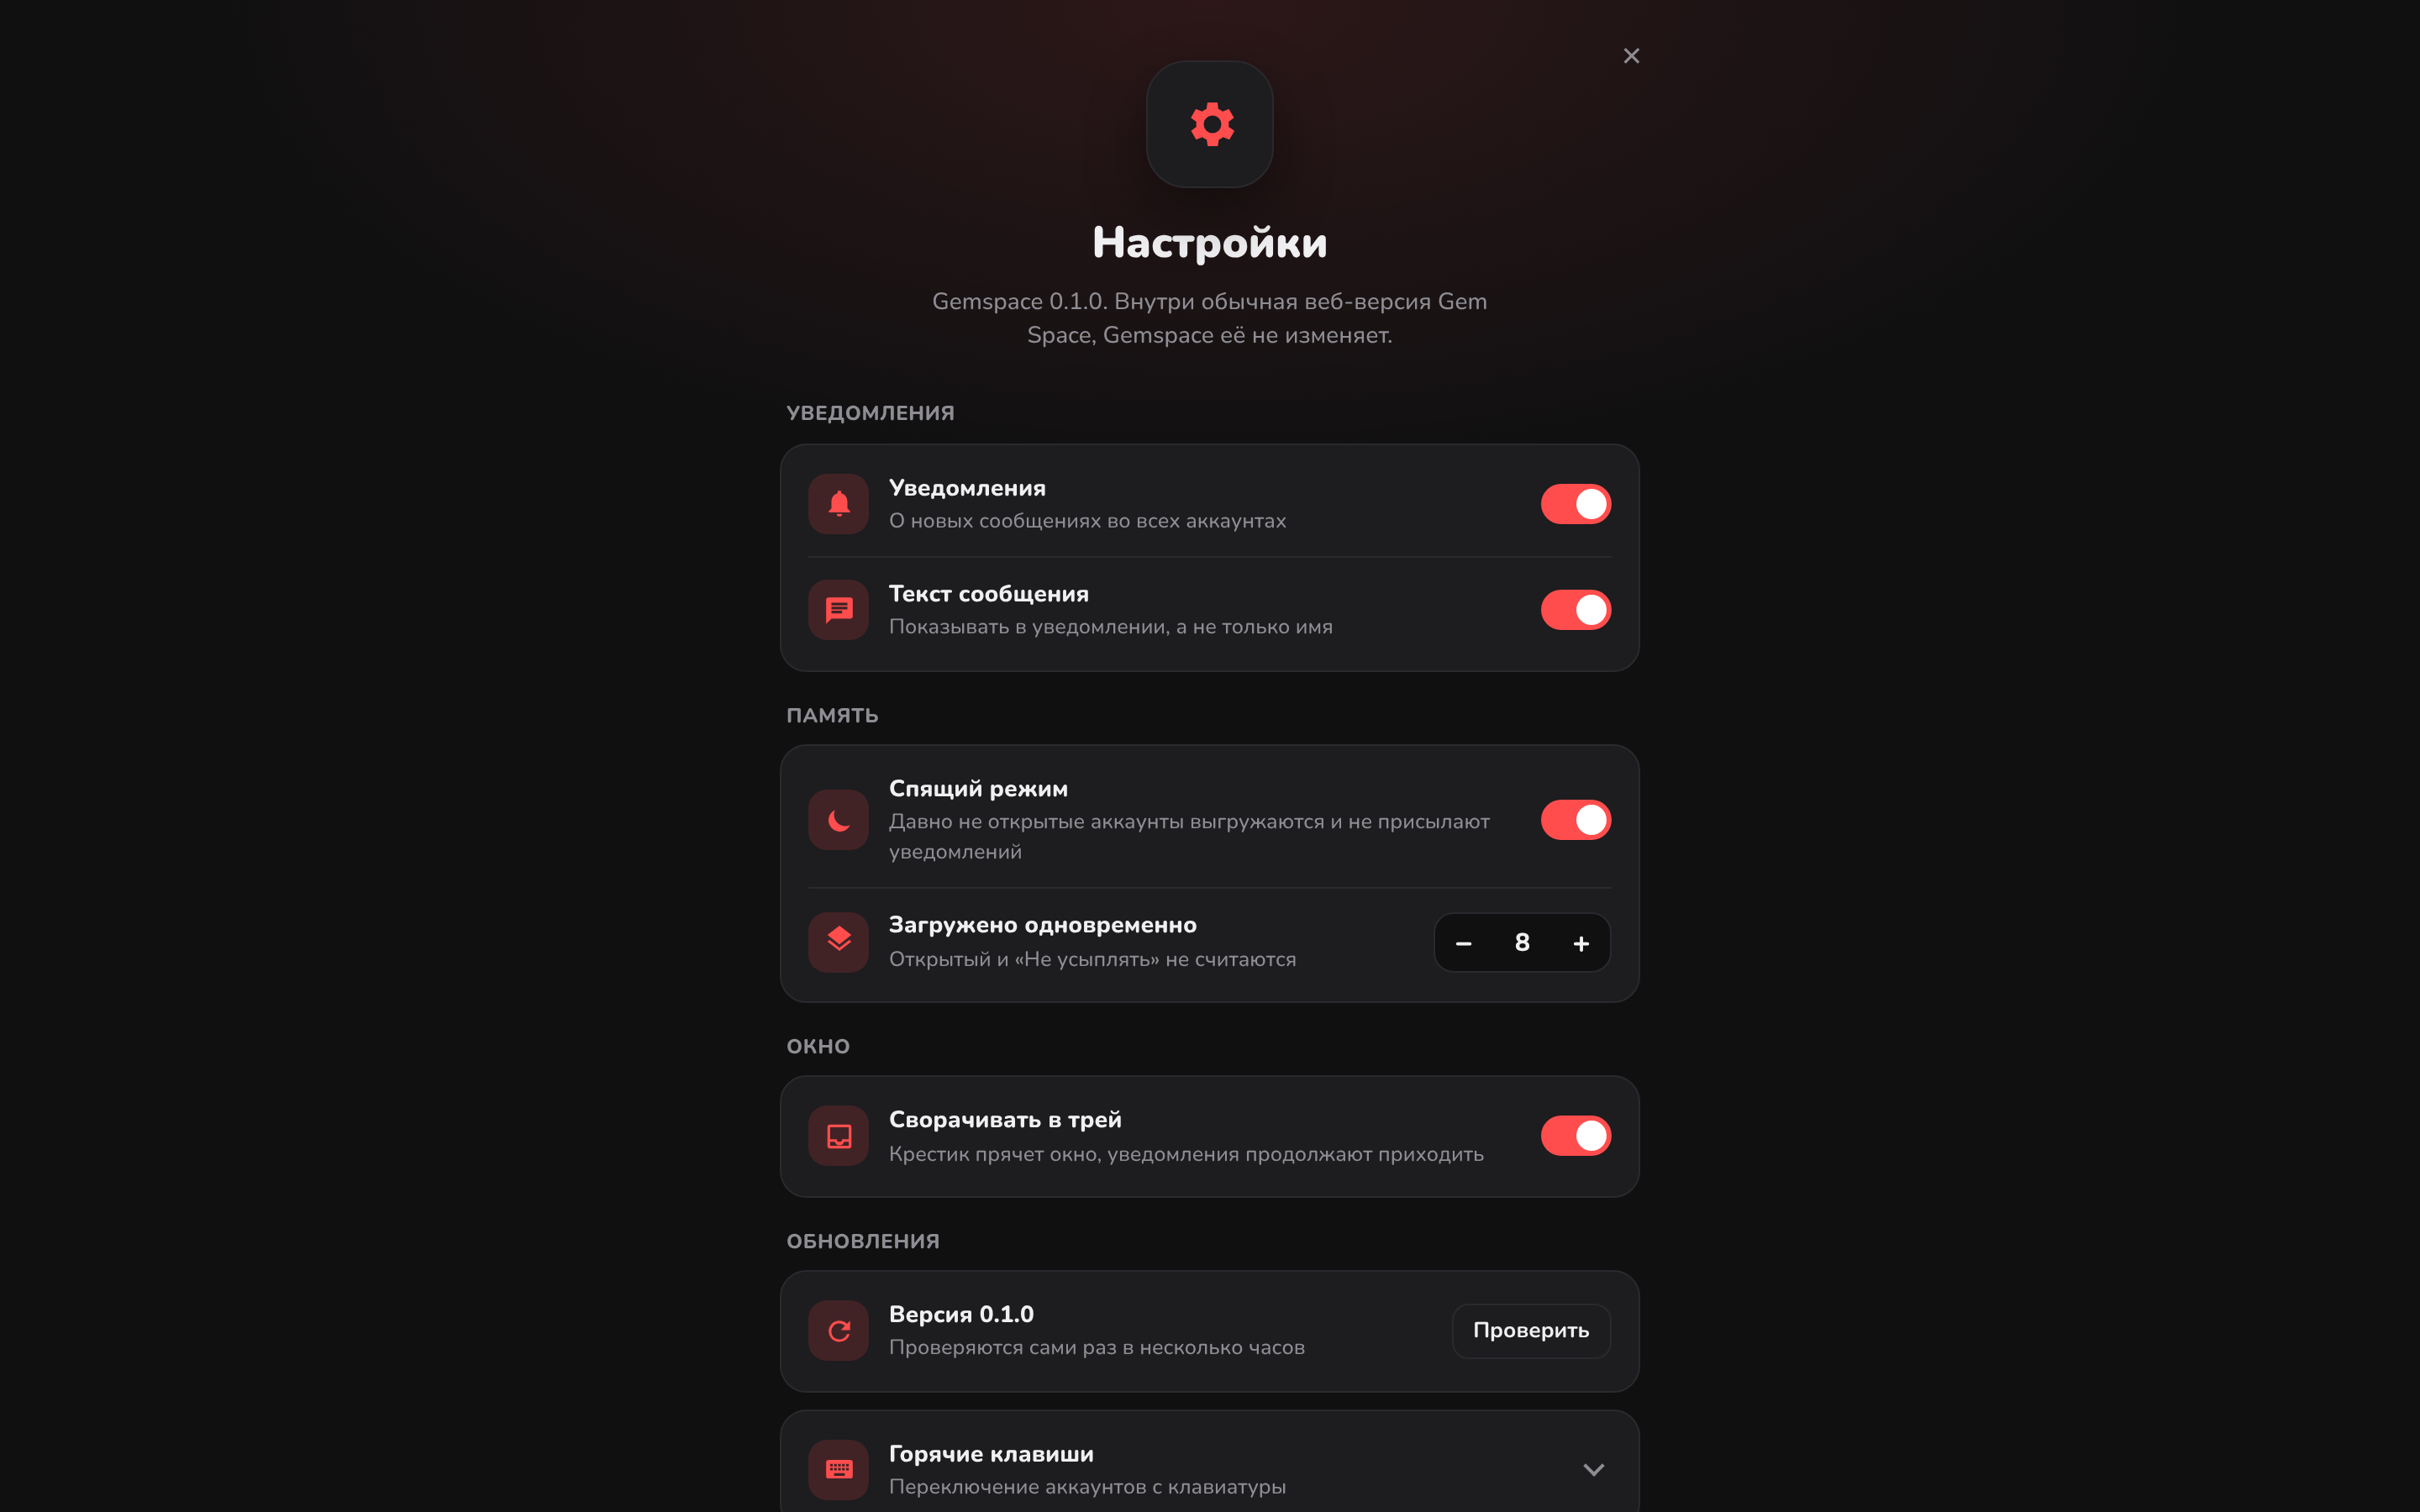 Настройки
Gemspace 0.1.0. Внутри обычная веб-версия Gem
Space, Gemspace её не изменяет.
УВЕДОМЛЕНИЯ
Уведомления
О новых сообщениях во всех аккаунтах
Текст сообщения
Показывать в уведомлении, а не только имя
ПАМЯТЬ
Спящий режим
Давно не открытые аккаунты выгружаются и не присылают
уведомлений
Загружено одновременно
Открытый и «Не усыплять» не считаются
− 8 +
ОКНО
Сворачивать в трей
Крестик прячет окно, уведомления продолжают приходить
ОБНОВЛЕНИЯ
Версия 0.1.0
Проверяются сами раз в несколько часов
Проверить
Горячие клавиши
Переключение аккаунтов с клавиатуры